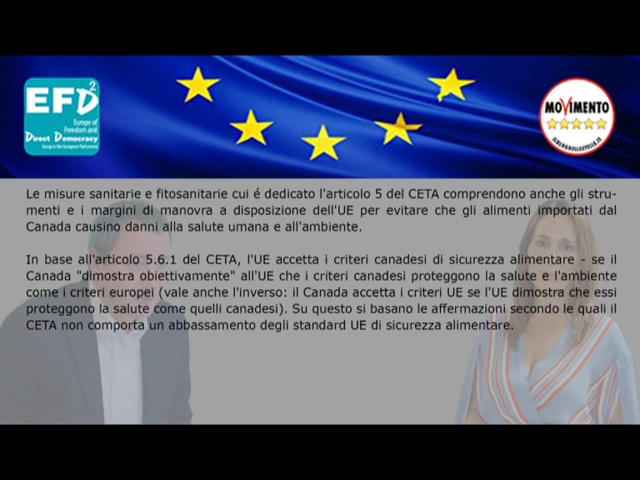 EFD2
Europe of
Freedom and
Direct Democracy
Group in the European Parliament
MOVIMENTO
ILBLOGDELLESTELLE.IT
Le misure sanitarie e fitosanitarie cui é dedicato l'articolo 5 del CETA comprendono anche gli stru-
menti e i margini di manovra a disposizione dell'UE per evitare che gli alimenti importati dal
Canada causino danni alla salute umana e all'ambiente.
In base all'articolo 5.6.1 del CETA, l'UE accetta i criteri canadesi di sicurezza alimentare - se il
Canada "dimostra obiettivamente" all'UE che i criteri canadesi proteggono la salute e l'ambiente
come i criteri europei (vale anche l'inverso: il Canada accetta i criteri UE se l'UE dimostra che essi
proteggono la salute come quelli canadesi). Su questo si basano le affermazioni secondo le quali il
CETA non comporta un abbassamento degli standard UE di sicurezza alimentare.